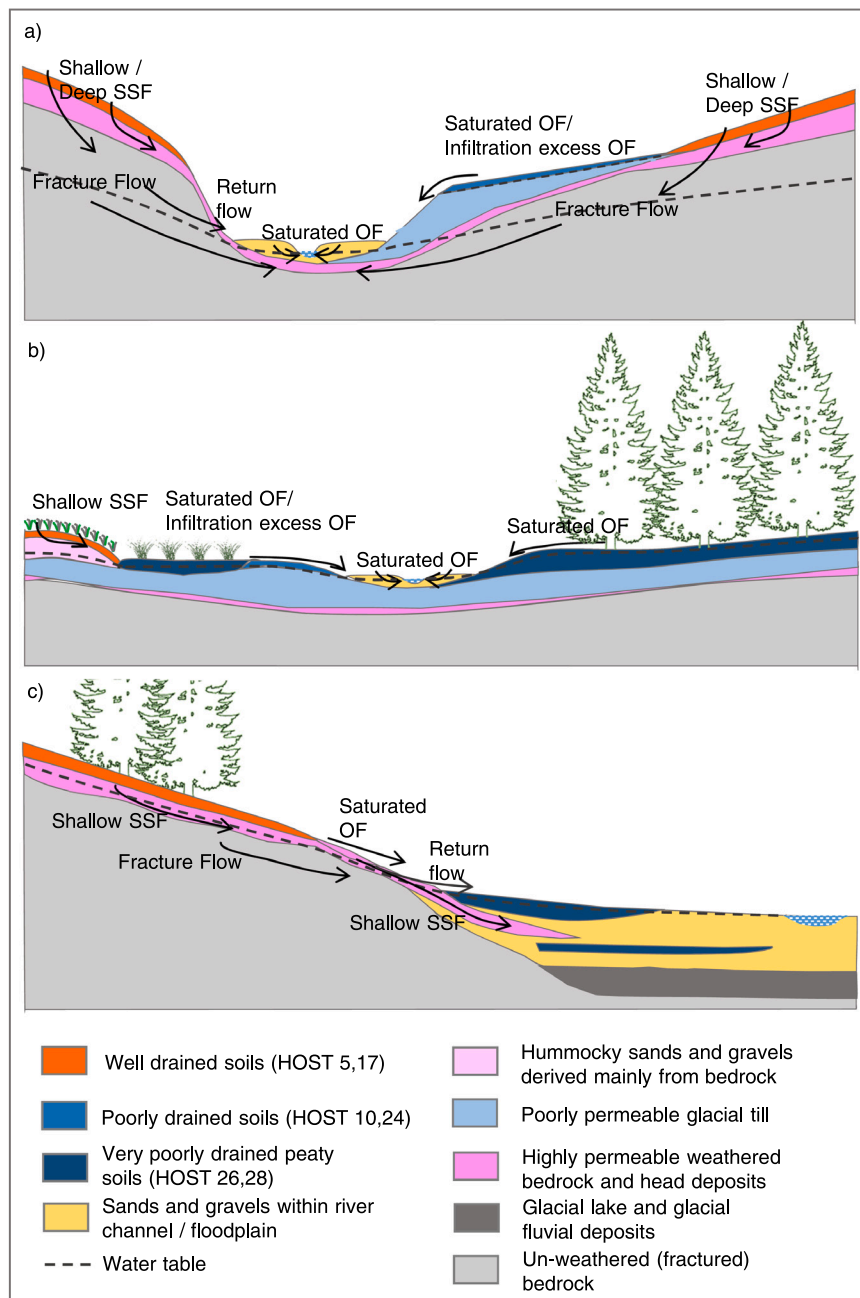 a)
Shallow /
Deep SSF
Shallow /
Deep SSF
Saturated OF/
Infiltration excess OF
Fracture Flow
Return
flow
Saturated OF
Fracture Flow
b)
Shallow SSF
Saturated OF/
Infiltration excess OF
Saturated OF
Saturated OF
c)
Shallow SSF
Saturated
OF
Fracture Flow
Return
flow
Shallow SSF
Well drained soils (HOST 5,17)
Poorly drained soils (HOST 10,24)
Very poorly drained peaty
soils (HOST 26,28)
Sands and gravels within river
channel / floodplain
Water table
Hummocky sands and gravels
derived mainly from bedrock
Poorly permeable glacial till
Highly permeable weathered
bedrock and head deposits
Glacial lake and glacial
fluvial deposits
Un-weathered (fractured)
bedrock